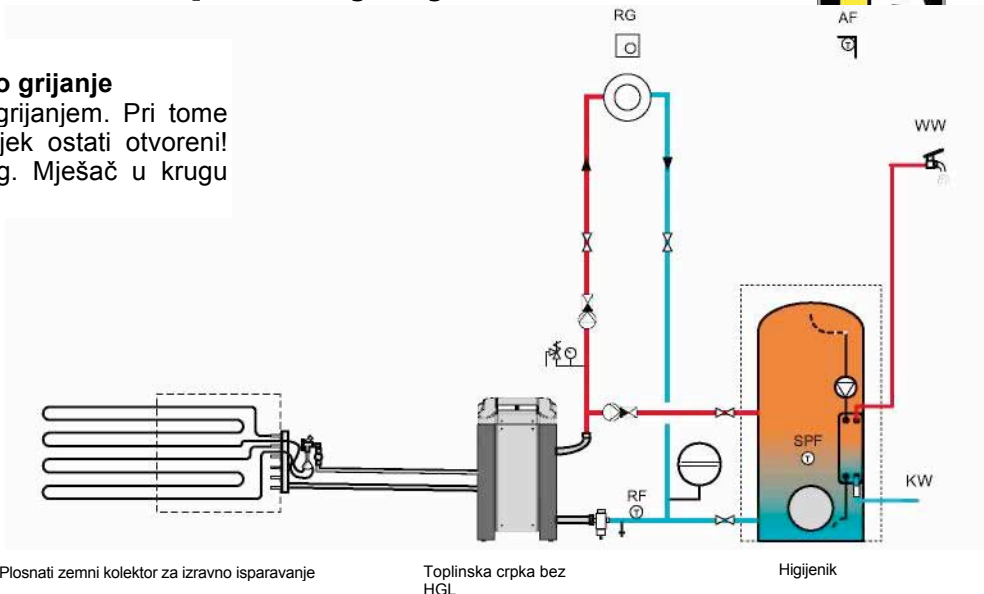 RG
AF
o grijanje
grijanjem. Pri tome
jek ostati otvoreni!
g. Mješač u krugu
WW
T
SPF
T
KW
RF
T
Plosnati zemni kolektor za izravno isparavanje
Toplinska crpka bez
HGL
Higijenik